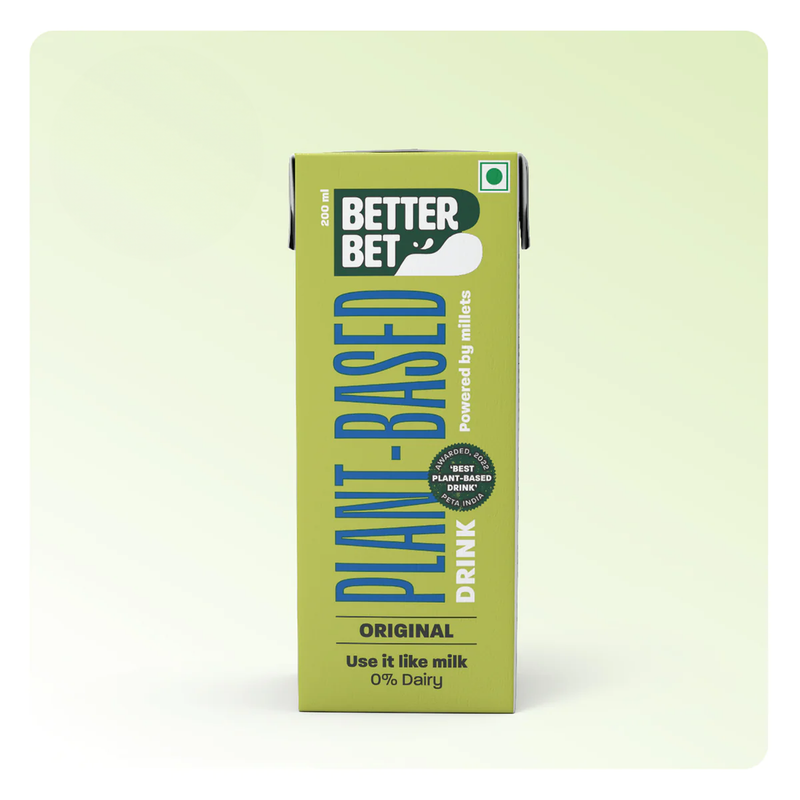 200 ml
BETTER
BET
PLANT-BASED
DRINK
Powered by millets
AWARDED, 2022
'BEST
PLANT-BASED
DRINK'
PETA INDIA
ORIGINAL
Use it like milk
0% Dairy